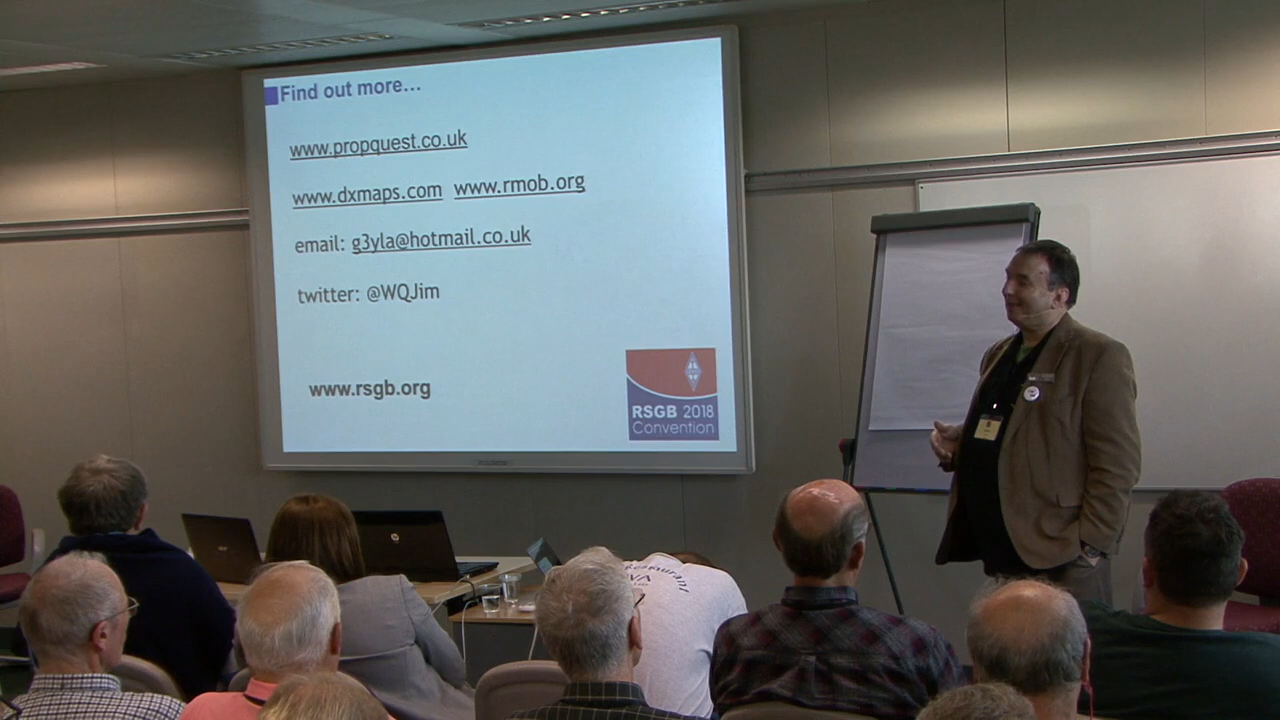 Find out more...
www.propquest.co.uk
www.dxmaps.com www.rmob.org
email: g3yla@hotmail.co.uk
twitter: @WQJim
www.rsgb.org
RSGB 2018
Convention
Restaurant